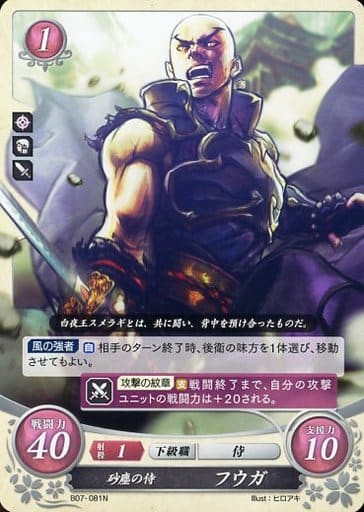 1
白夜王スメラギとは、共に闘い、背中を預け合ったものだ。
風の強者 自 相手のターン終了時、後衛の味方を1体選び、移動
させてもよい。
攻撃の紋章 支 戦闘終了まで、自分の攻撃
ユニットの戦闘力は+20される。
戦闘力
40
射程 1 下級職 侍
支援力
10
砂塵の侍 フウガ
B07-081N
Illust：ヒロアキ